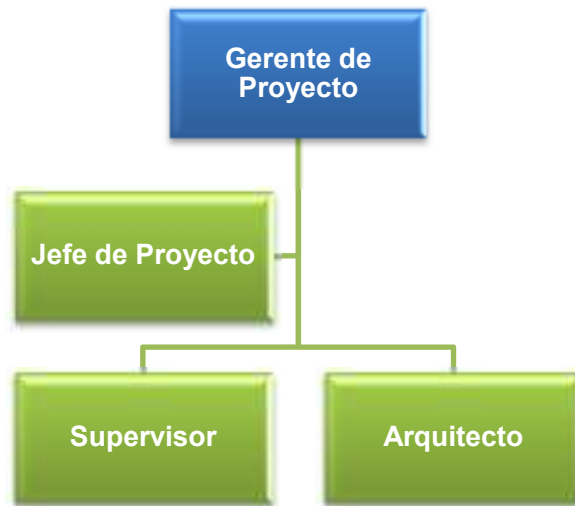 Gerente de
Proyecto
Jefe de Proyecto
Supervisor
Arquitecto